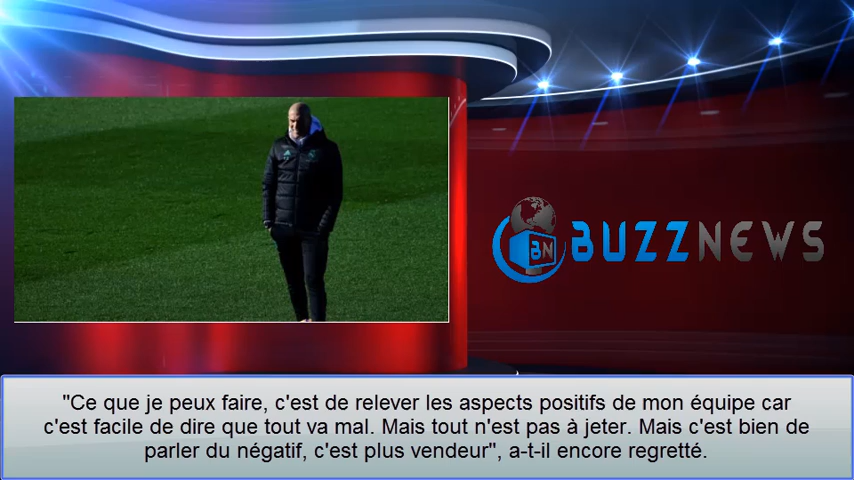 BN BUZZNEWS
"Ce que je peux faire, c'est de relever les aspects positifs de mon équipe car
c'est facile de dire que tout va mal. Mais tout n'est pas à jeter. Mais c'est bien de
parler du négatif, c'est plus vendeur", a-t-il encore regretté.